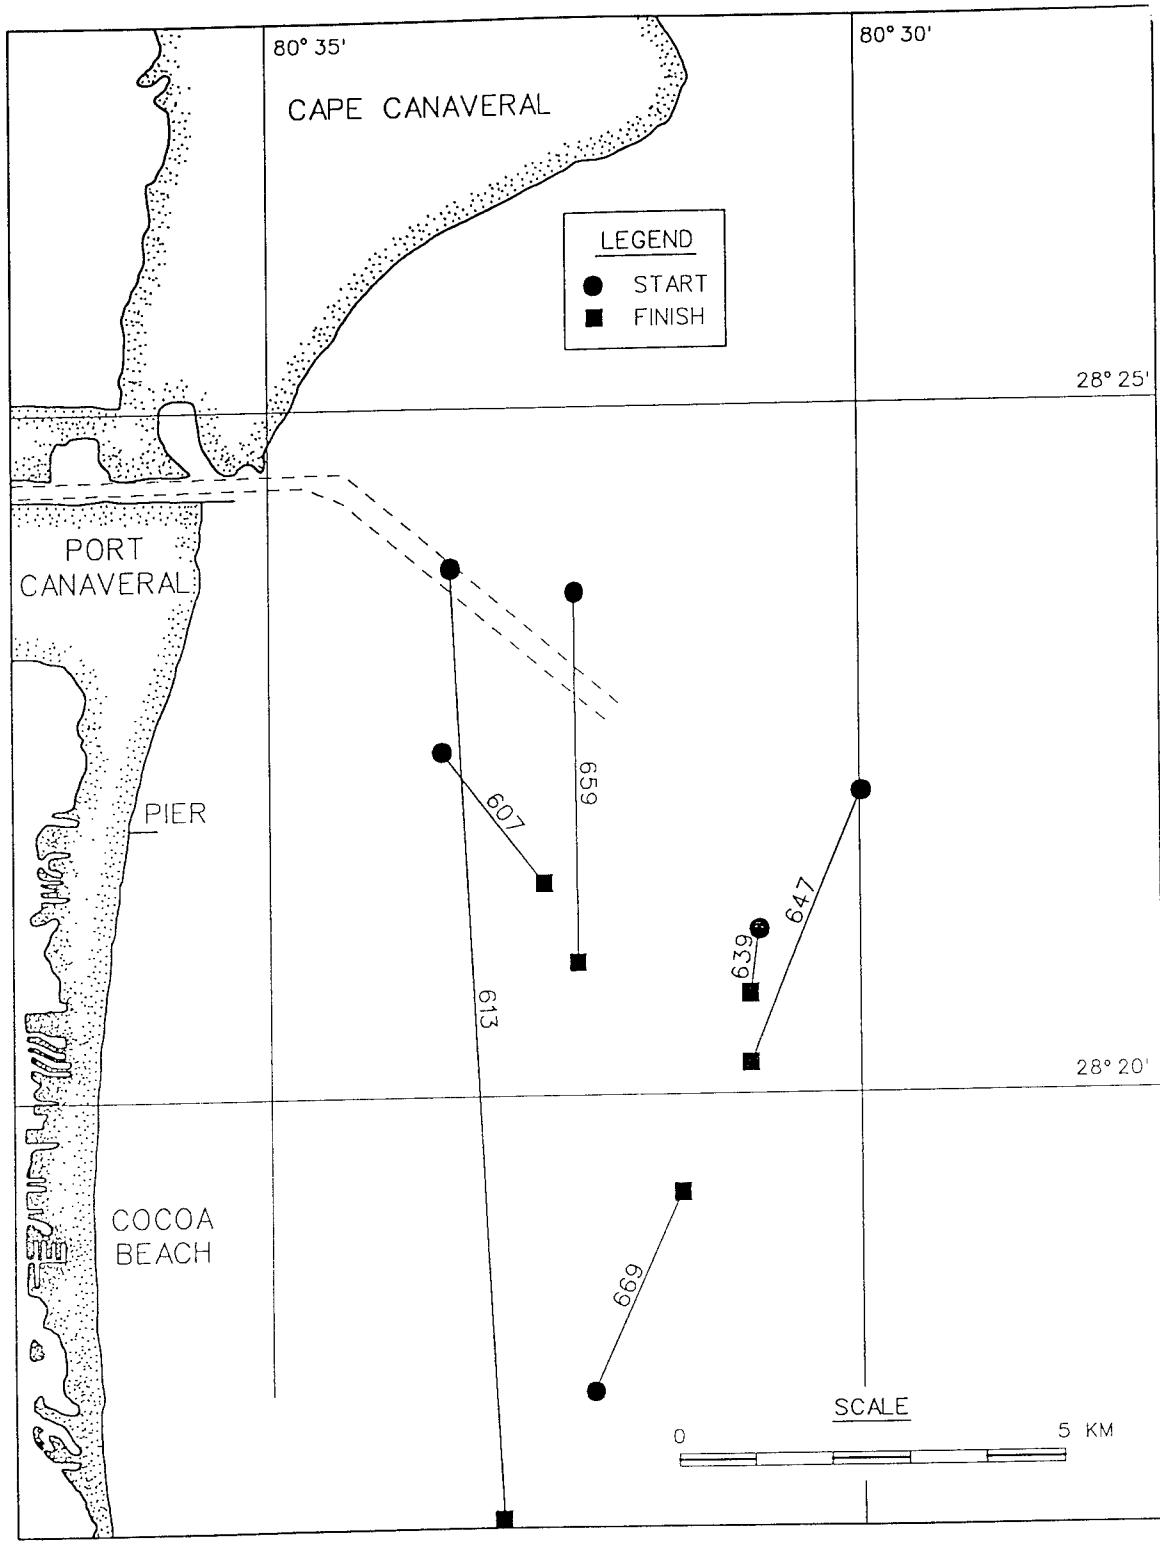 80° 35'
80° 30'
CAPE CANAVERAL
LEGEND
START
FINISH
28° 25'
PORT
CANAVERAL
PIER
659
607
647
639
613
28° 20'
COCOA
BEACH
669
SCALE
0
5 KM